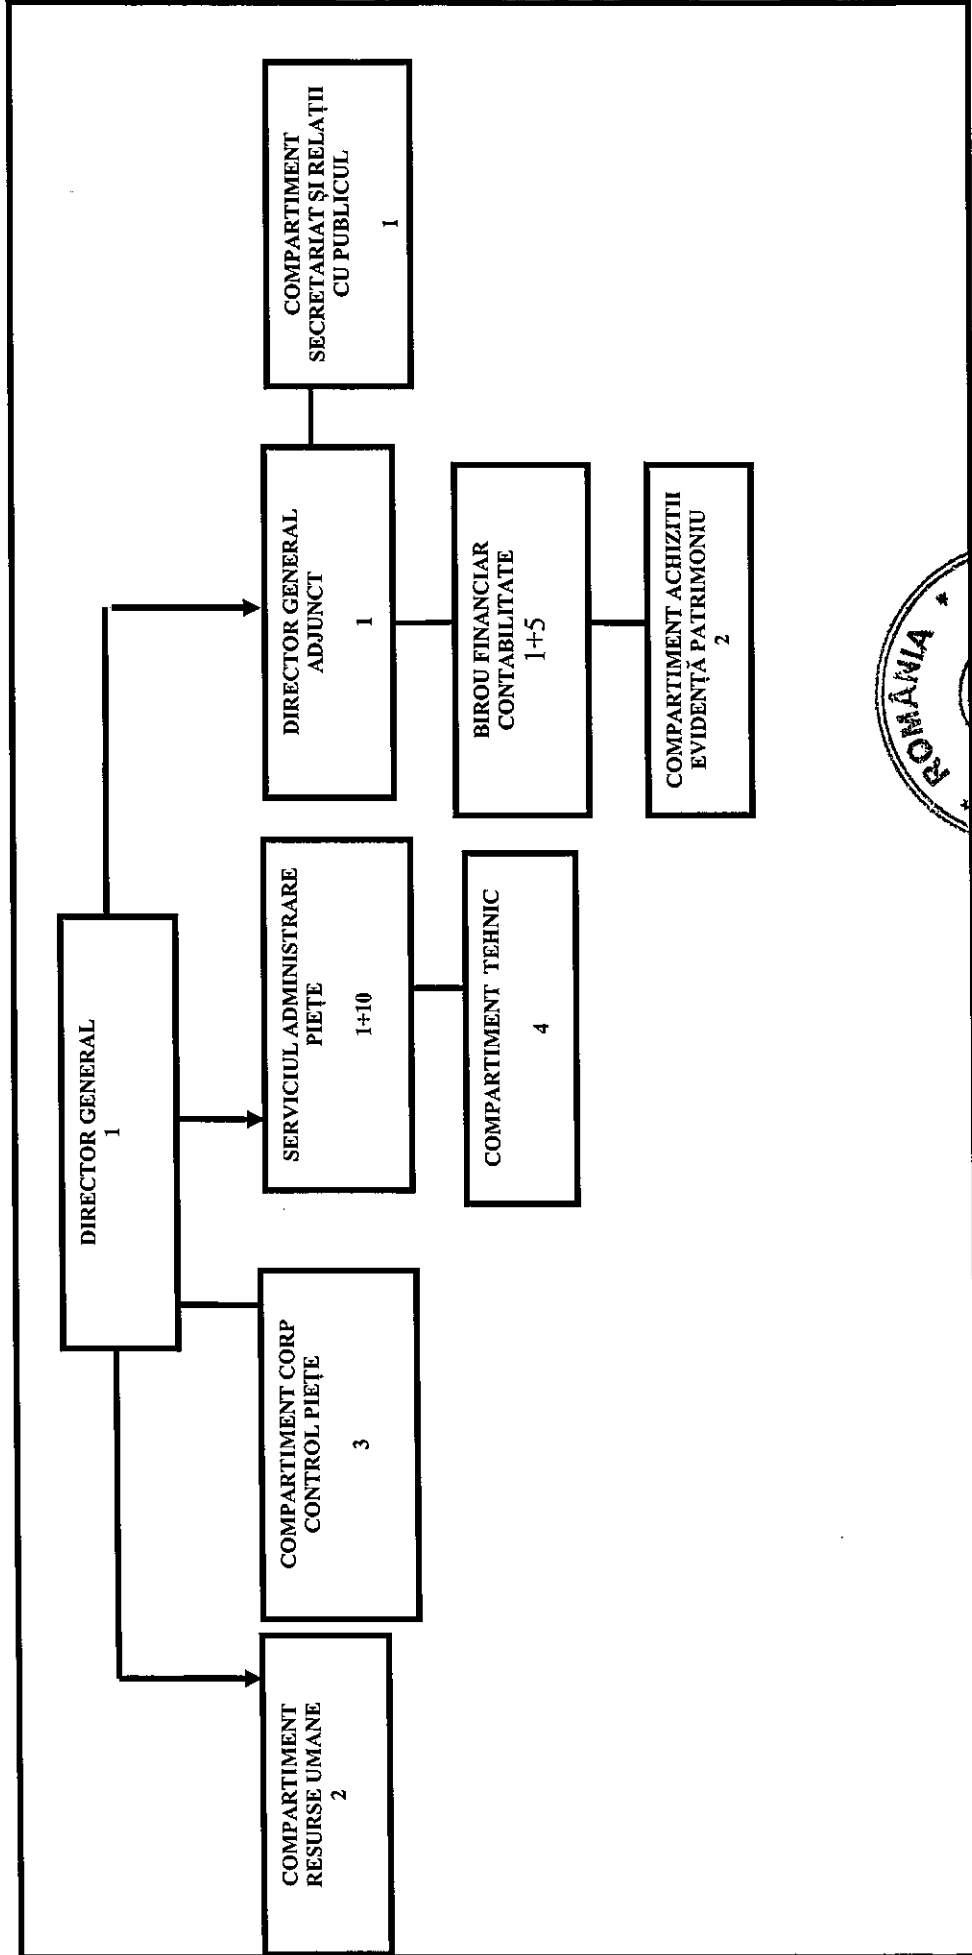 DIRECTOR GENERAL
1
COMPARTIMENT
RESURSE UMANE
2
COMPARTIMENT CORP
CONTROL PIEȚE
3
SERVICIUL ADMINISTRARE
PIEȚE
1+10
DIRECTOR GENERAL
ADJUNCT
1
COMPARTIMENT
SECRETARIAT ȘI RELAȚII
CU PUBLICUL
1
COMPARTIMENT TEHNIC
4
BIROU FINANCIAR
CONTABILITATE
1+5
COMPARTIMENT ACHIZITII
EVIDENȚĂ PATRIMONIU
2
* ROMÂNIA *